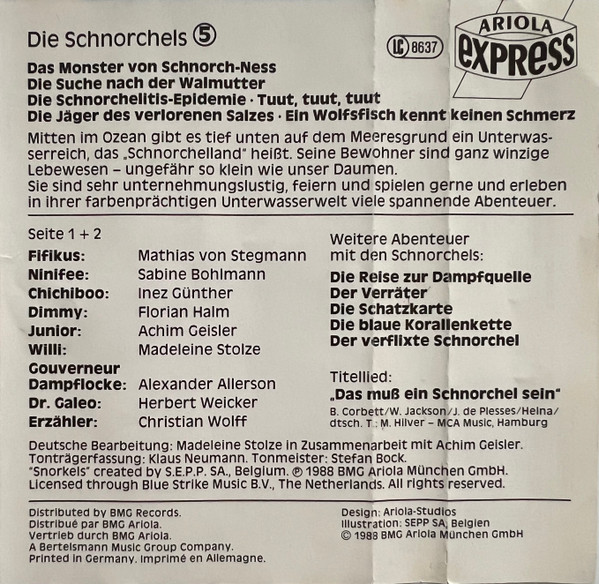 Die Schnorchels ⑤
LC 8637
ARIOLA
EXPRESS
Das Monster von Schnorch-Ness
Die Suche nach der Walmutter
Die Schnorchelitis-Epidemie · Tuut, tuut, tuut
Die Jäger des verlorenen Salzes · Ein Wolfsfisch kennt keinen Schmerz
Mitten im Ozean gibt es tief unten auf dem Meeresgrund ein Unterwas-
serreich, das „Schnorchelland" heißt. Seine Bewohner sind ganz winzige
Lebewesen – ungefähr so klein wie unser Daumen.
Sie sind sehr unternehmungslustig, feiern und spielen gerne und erleben
in ihrer farbenprächtigen Unterwasserwelt viele spannende Abenteuer.
Seite 1 + 2
Fifikus: Mathias von Stegmann
Ninifee: Sabine Bohlmann
Chichiboo: Inez Günther
Dimmy: Florian Halm
Junior: Achim Geisler
Willi: Madeleine Stolze
Gouverneur
Dampflocke: Alexander Allerson
Dr. Galeo: Herbert Weicker
Erzähler: Christian Wolff
Weitere Abenteuer
mit den Schnorchels:
Die Reise zur Dampfquelle
Der Verräter
Die Schatzkarte
Die blaue Korallenkette
Der verflixte Schnorchel
Titellied:
„Das muß ein Schnorchel sein"
B. Corbett/W. Jackson/J. de Plesses/Heina/
dtsch. T.: M. Hilver – MCA Music, Hamburg
Deutsche Bearbeitung: Madeleine Stolze in Zusammenarbeit mit Achim Geisler.
Tonträgerfassung: Klaus Neumann. Tonmeister: Stefan Bock.
"Snorkels" created by S.E.P.P. SA., Belgium. ℗ 1988 BMG Ariola München GmbH.
Licensed through Blue Strike Music B.V., The Netherlands. All rights reserved.
Distributed by BMG Records.
Distribué par BMG Ariola.
Vertrieb durch BMG Ariola.
A Bertelsmann Music Group Company.
Printed in Germany. Imprimé en Allemagne.
Design: Ariola-Studios
Illustration: SEPP SA, Belgien
© 1988 BMG Ariola München GmbH